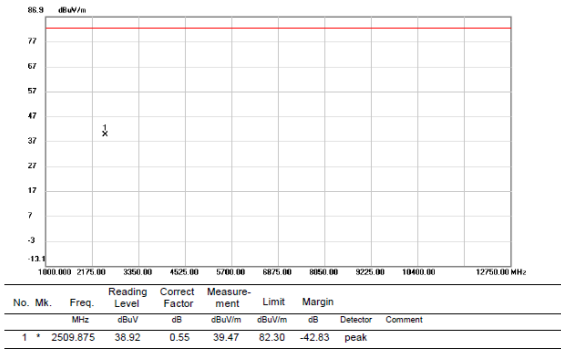 86.9 dBuV/m
77
67
57
47
37
27
17
7
-3
-13.1
1
1000.000 2175.00 3350.00 4525.00 5700.00 6875.00 8050.00 9225.00 10400.00 12750.00 MHz
No. Mk. Freq. Reading Level Correct Factor Measure-ment Limit Margin
MHz dBuV dB dBuV/m dBuV/m dB Detector Comment
1 * 2509.875 38.92 0.55 39.47 82.30 -42.83 peak